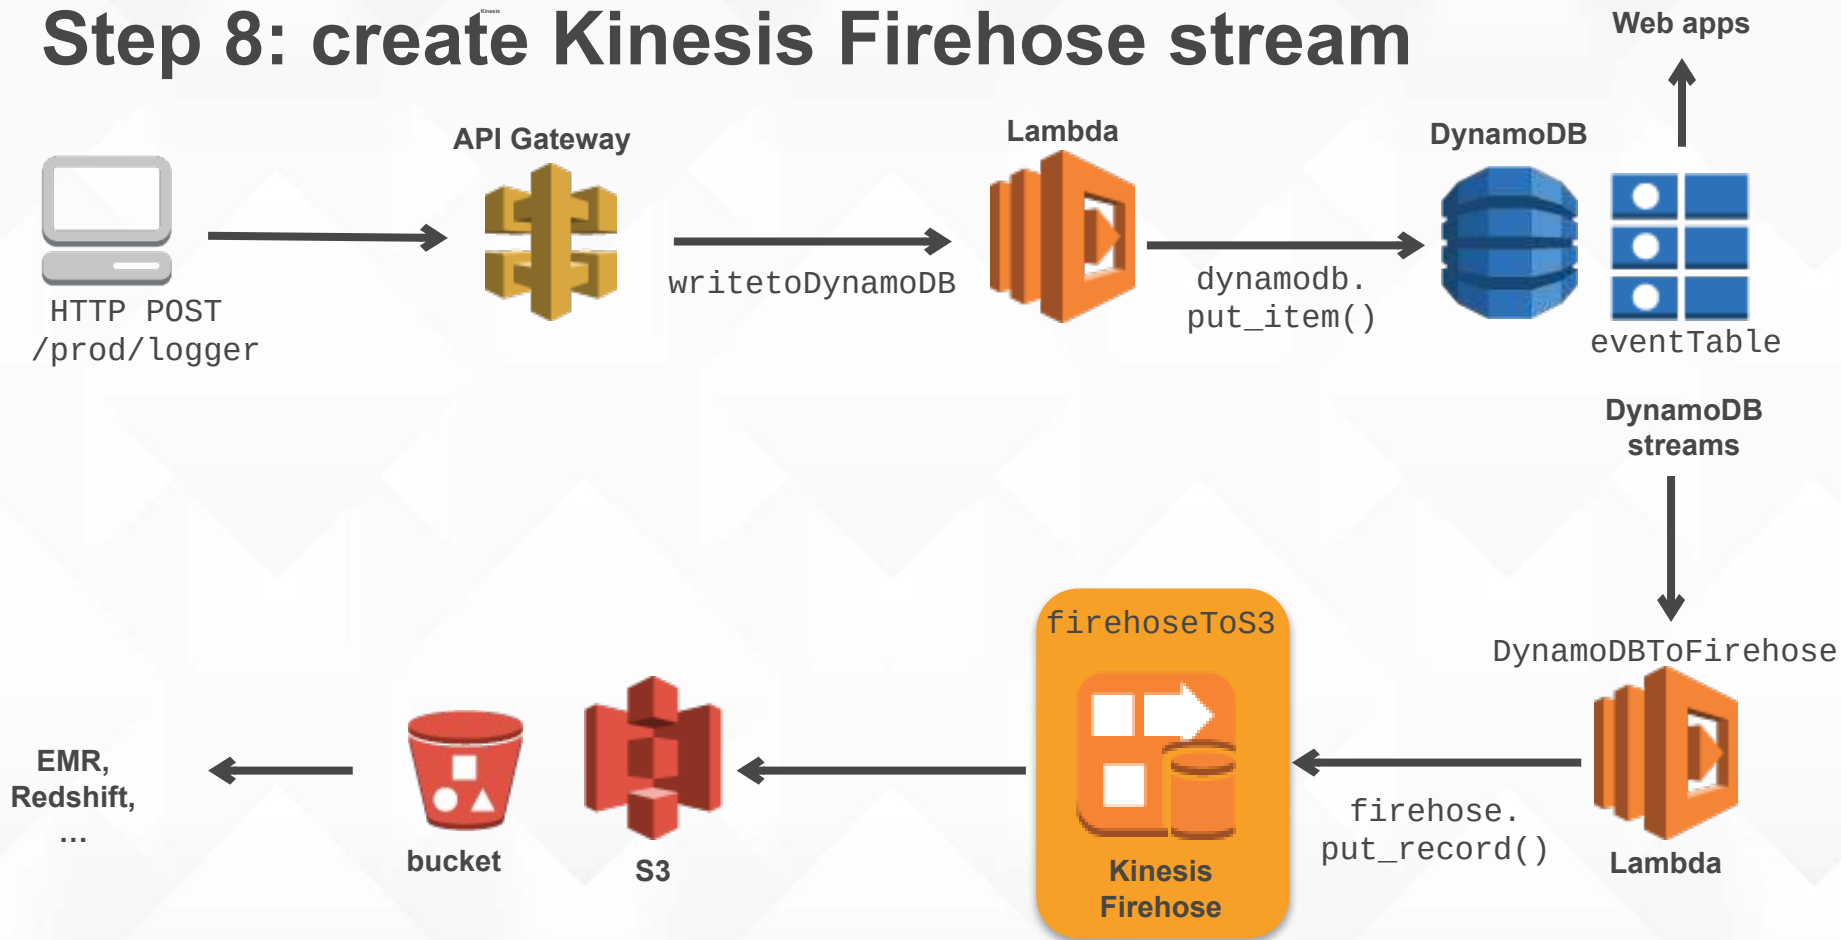 Kinesis
Step 8: create Kinesis Firehose stream
Web apps
API Gateway
Lambda
DynamoDB
HTTP POST
/prod/logger
writetoDynamoDB
dynamodb.
put_item()
eventTable
DynamoDB
streams
DynamoDBToFirehose
Lambda
firehose.
put_record()
firehoseToS3
Kinesis
Firehose
S3
bucket
EMR,
Redshift,
…